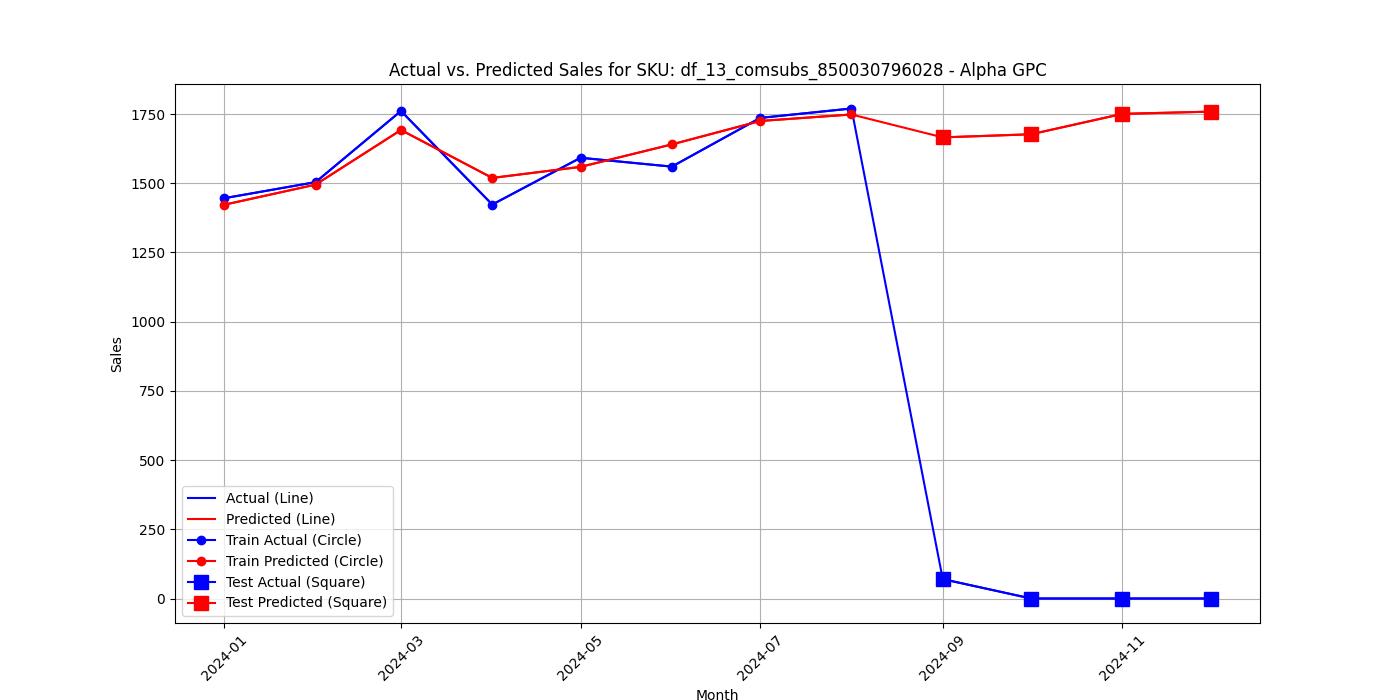 Actual vs. Predicted Sales for SKU: df_13_comsubs_850030796028 - Alpha GPC
1750
1500
1250
1000
750
500
250
0
Sales
Actual (Line)
Predicted (Line)
Train Actual (Circle)
Train Predicted (Circle)
Test Actual (Square)
Test Predicted (Square)
2024-01
2024-03
2024-05
2024-07
2024-09
2024-11
Month